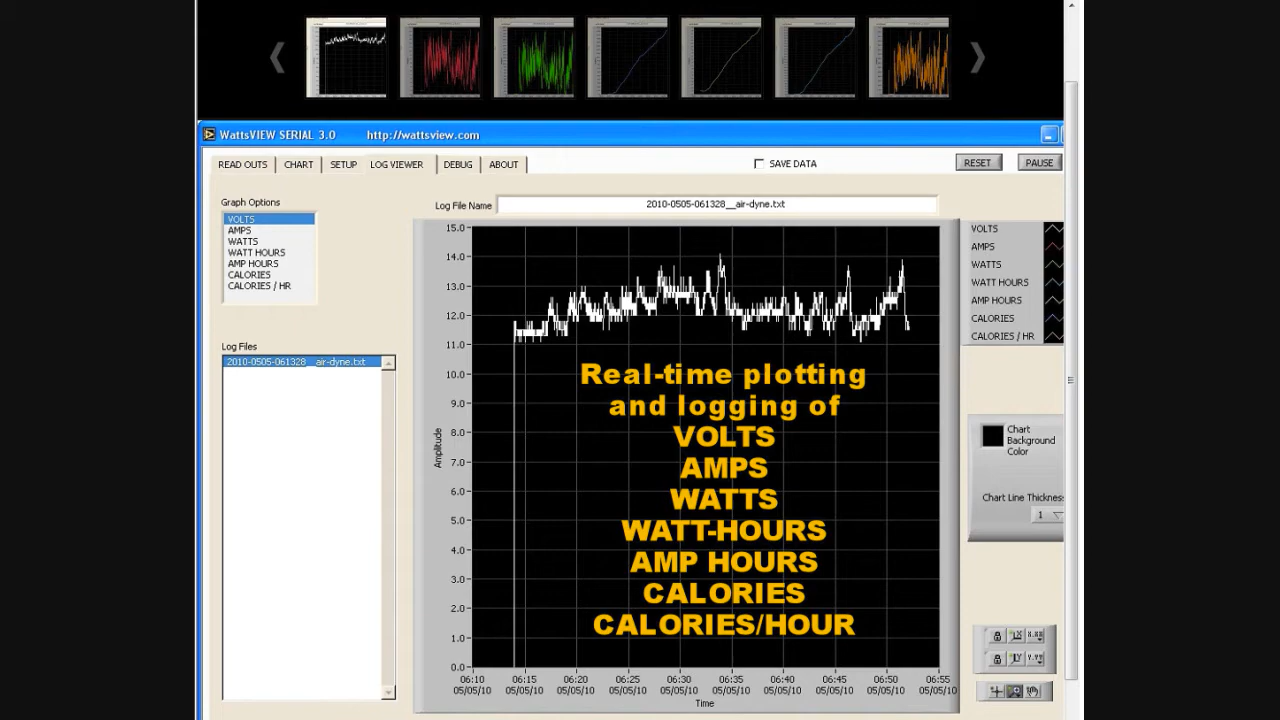 WattsVIEW SERIAL 3.0 http://wattsview.com
READ OUTS CHART SETUP LOG VIEWER DEBUG ABOUT SAVE DATA RESET PAUSE
Graph Options
VOLTS
AMPS
WATTS
WATT HOURS
AMP HOURS
CALORIES
CALORIES / HR
Log Files
2010-0505-061328__air-dyne.txt
Log File Name 2010-0505-061328__air-dyne.txt
15.0
14.0
13.0
12.0
11.0
10.0
9.0
8.0
7.0
6.0
5.0
4.0
3.0
2.0
1.0
0.0
Amplitude
Real-time plotting
and logging of
VOLTS
AMPS
WATTS
WATT-HOURS
AMP HOURS
CALORIES
CALORIES/HOUR
06:10 06:15 06:20 06:25 06:30 06:35 06:40 06:45 06:50 06:55
05/05/10 05/05/10 05/05/10 05/05/10 05/05/10 05/05/10 05/05/10 05/05/10 05/05/10 05/05/10
Time
VOLTS
AMPS
WATTS
WATT HOURS
AMP HOURS
CALORIES
CALORIES / HR
Chart
Background
Color
Chart Line Thickness
1